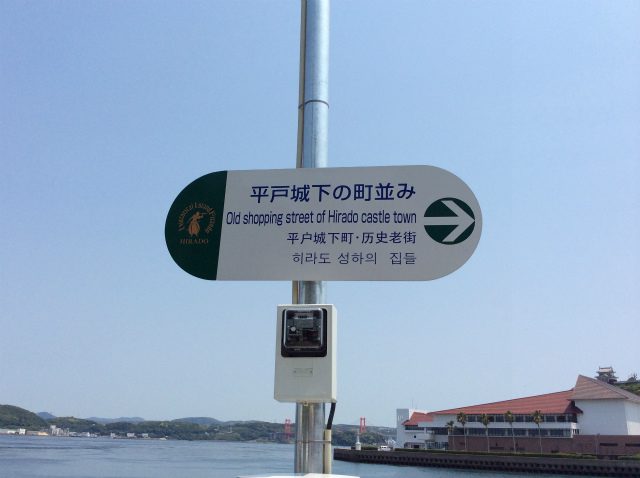 平戸城下の町並み
Old shopping street of Hirado castle town
平户城下町·历史老街
히라도 성하의 집들
HIRADO